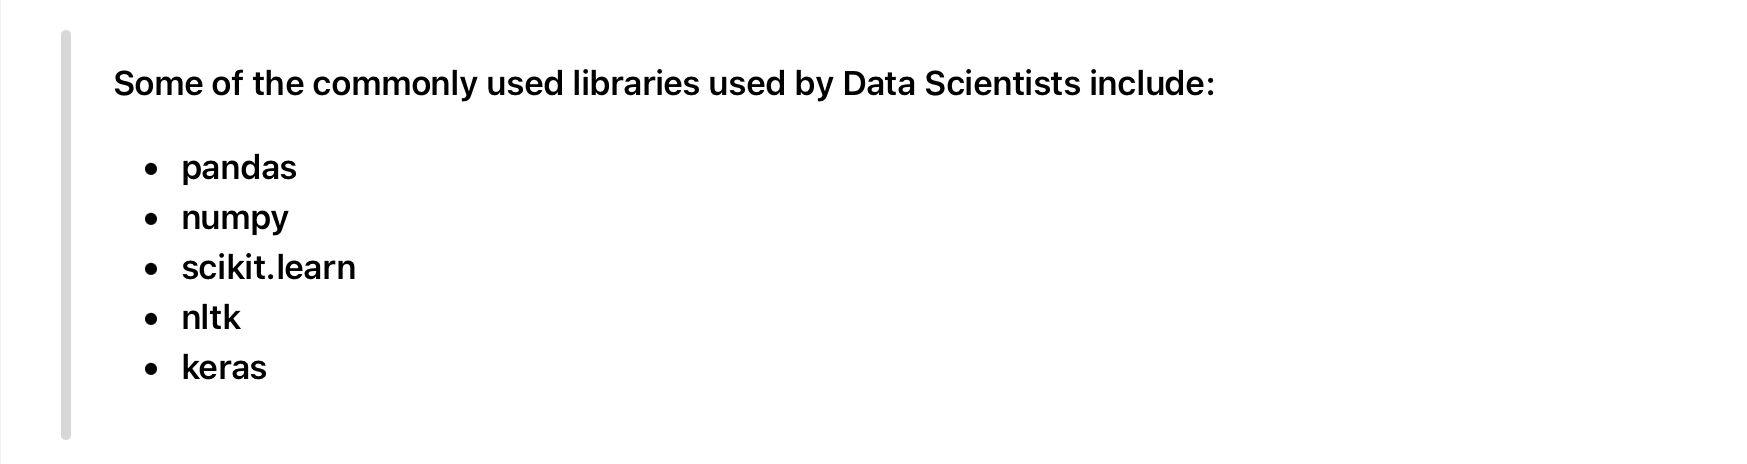 Some of the commonly used libraries used by Data Scientists include:
• pandas
• numpy
• scikit.learn
• nltk
• keras